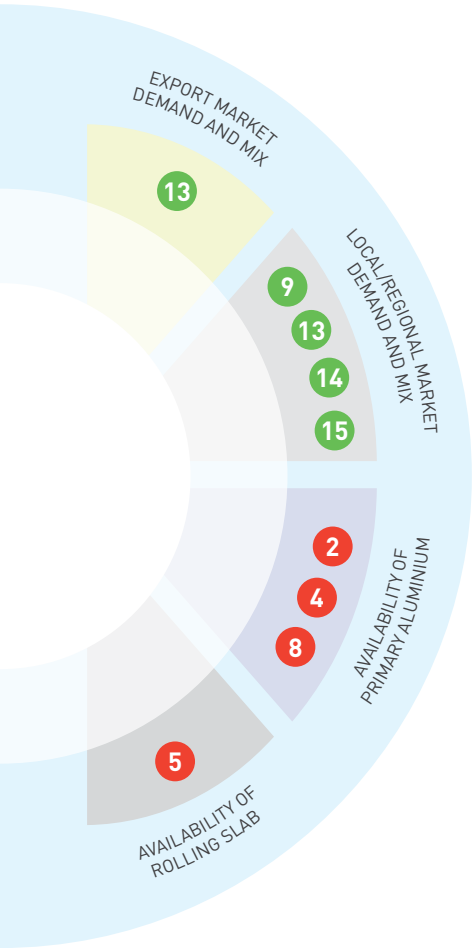 EXPORT MARKET
DEMAND AND MIX
13
LOCAL/REGIONAL MARKET
DEMAND AND MIX
9
13
14
15
AVAILABILITY OF
PRIMARY ALUMINIUM
2
4
8
5
AVAILABILITY OF
ROLLING SLAB